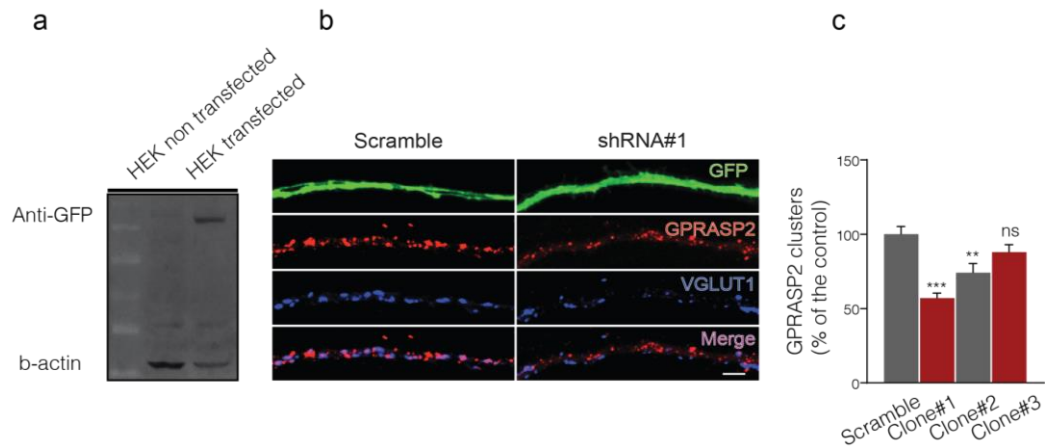 a
HEK non transfected
HEK transfected
Anti-GFP
b-actin
b
Scramble
shRNA#1
GFP
GPRASP2
VGLUT1
Merge
c
GPRASP2 clusters
(% of the control)
150
100
50
0
***
**
ns
Scramble
Clone#1
Clone#2
Clone#3